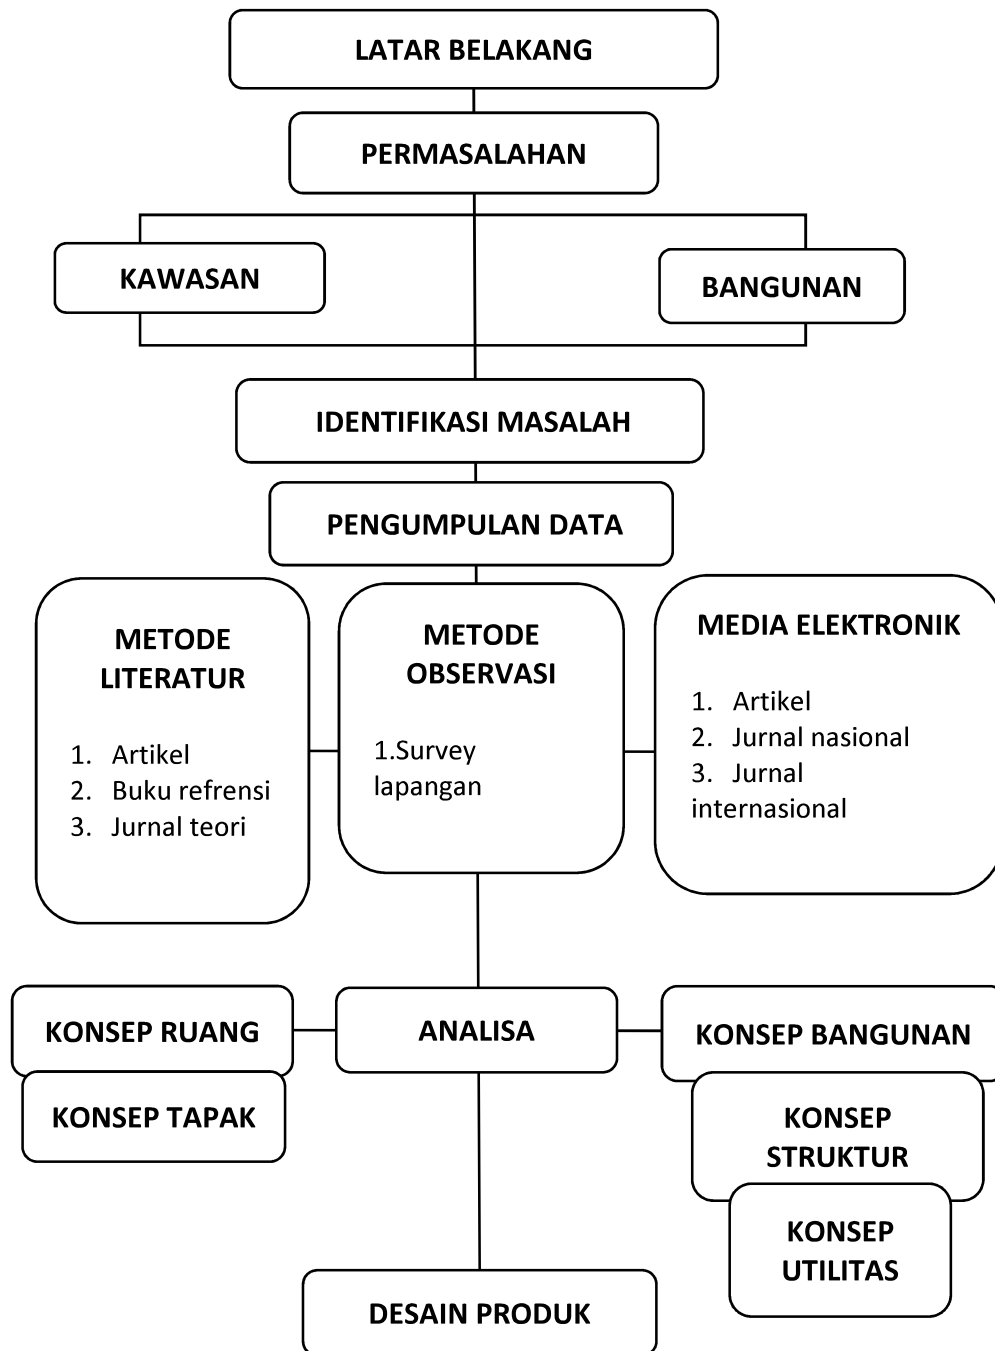 LATAR BELAKANG
PERMASALAHAN
KAWASAN
BANGUNAN
IDENTIFIKASI MASALAH
PENGUMPULAN DATA
METODE
LITERATUR
1. Artikel
2. Buku refrensi
3. Jurnal teori
METODE
OBSERVASI
1.Survey
lapangan
MEDIA ELEKTRONIK
1. Artikel
2. Jurnal nasional
3. Jurnal
internasional
KONSEP RUANG
KONSEP TAPAK
ANALISA
KONSEP BANGUNAN
KONSEP
STRUKTUR
KONSEP
UTILITAS
DESAIN PRODUK